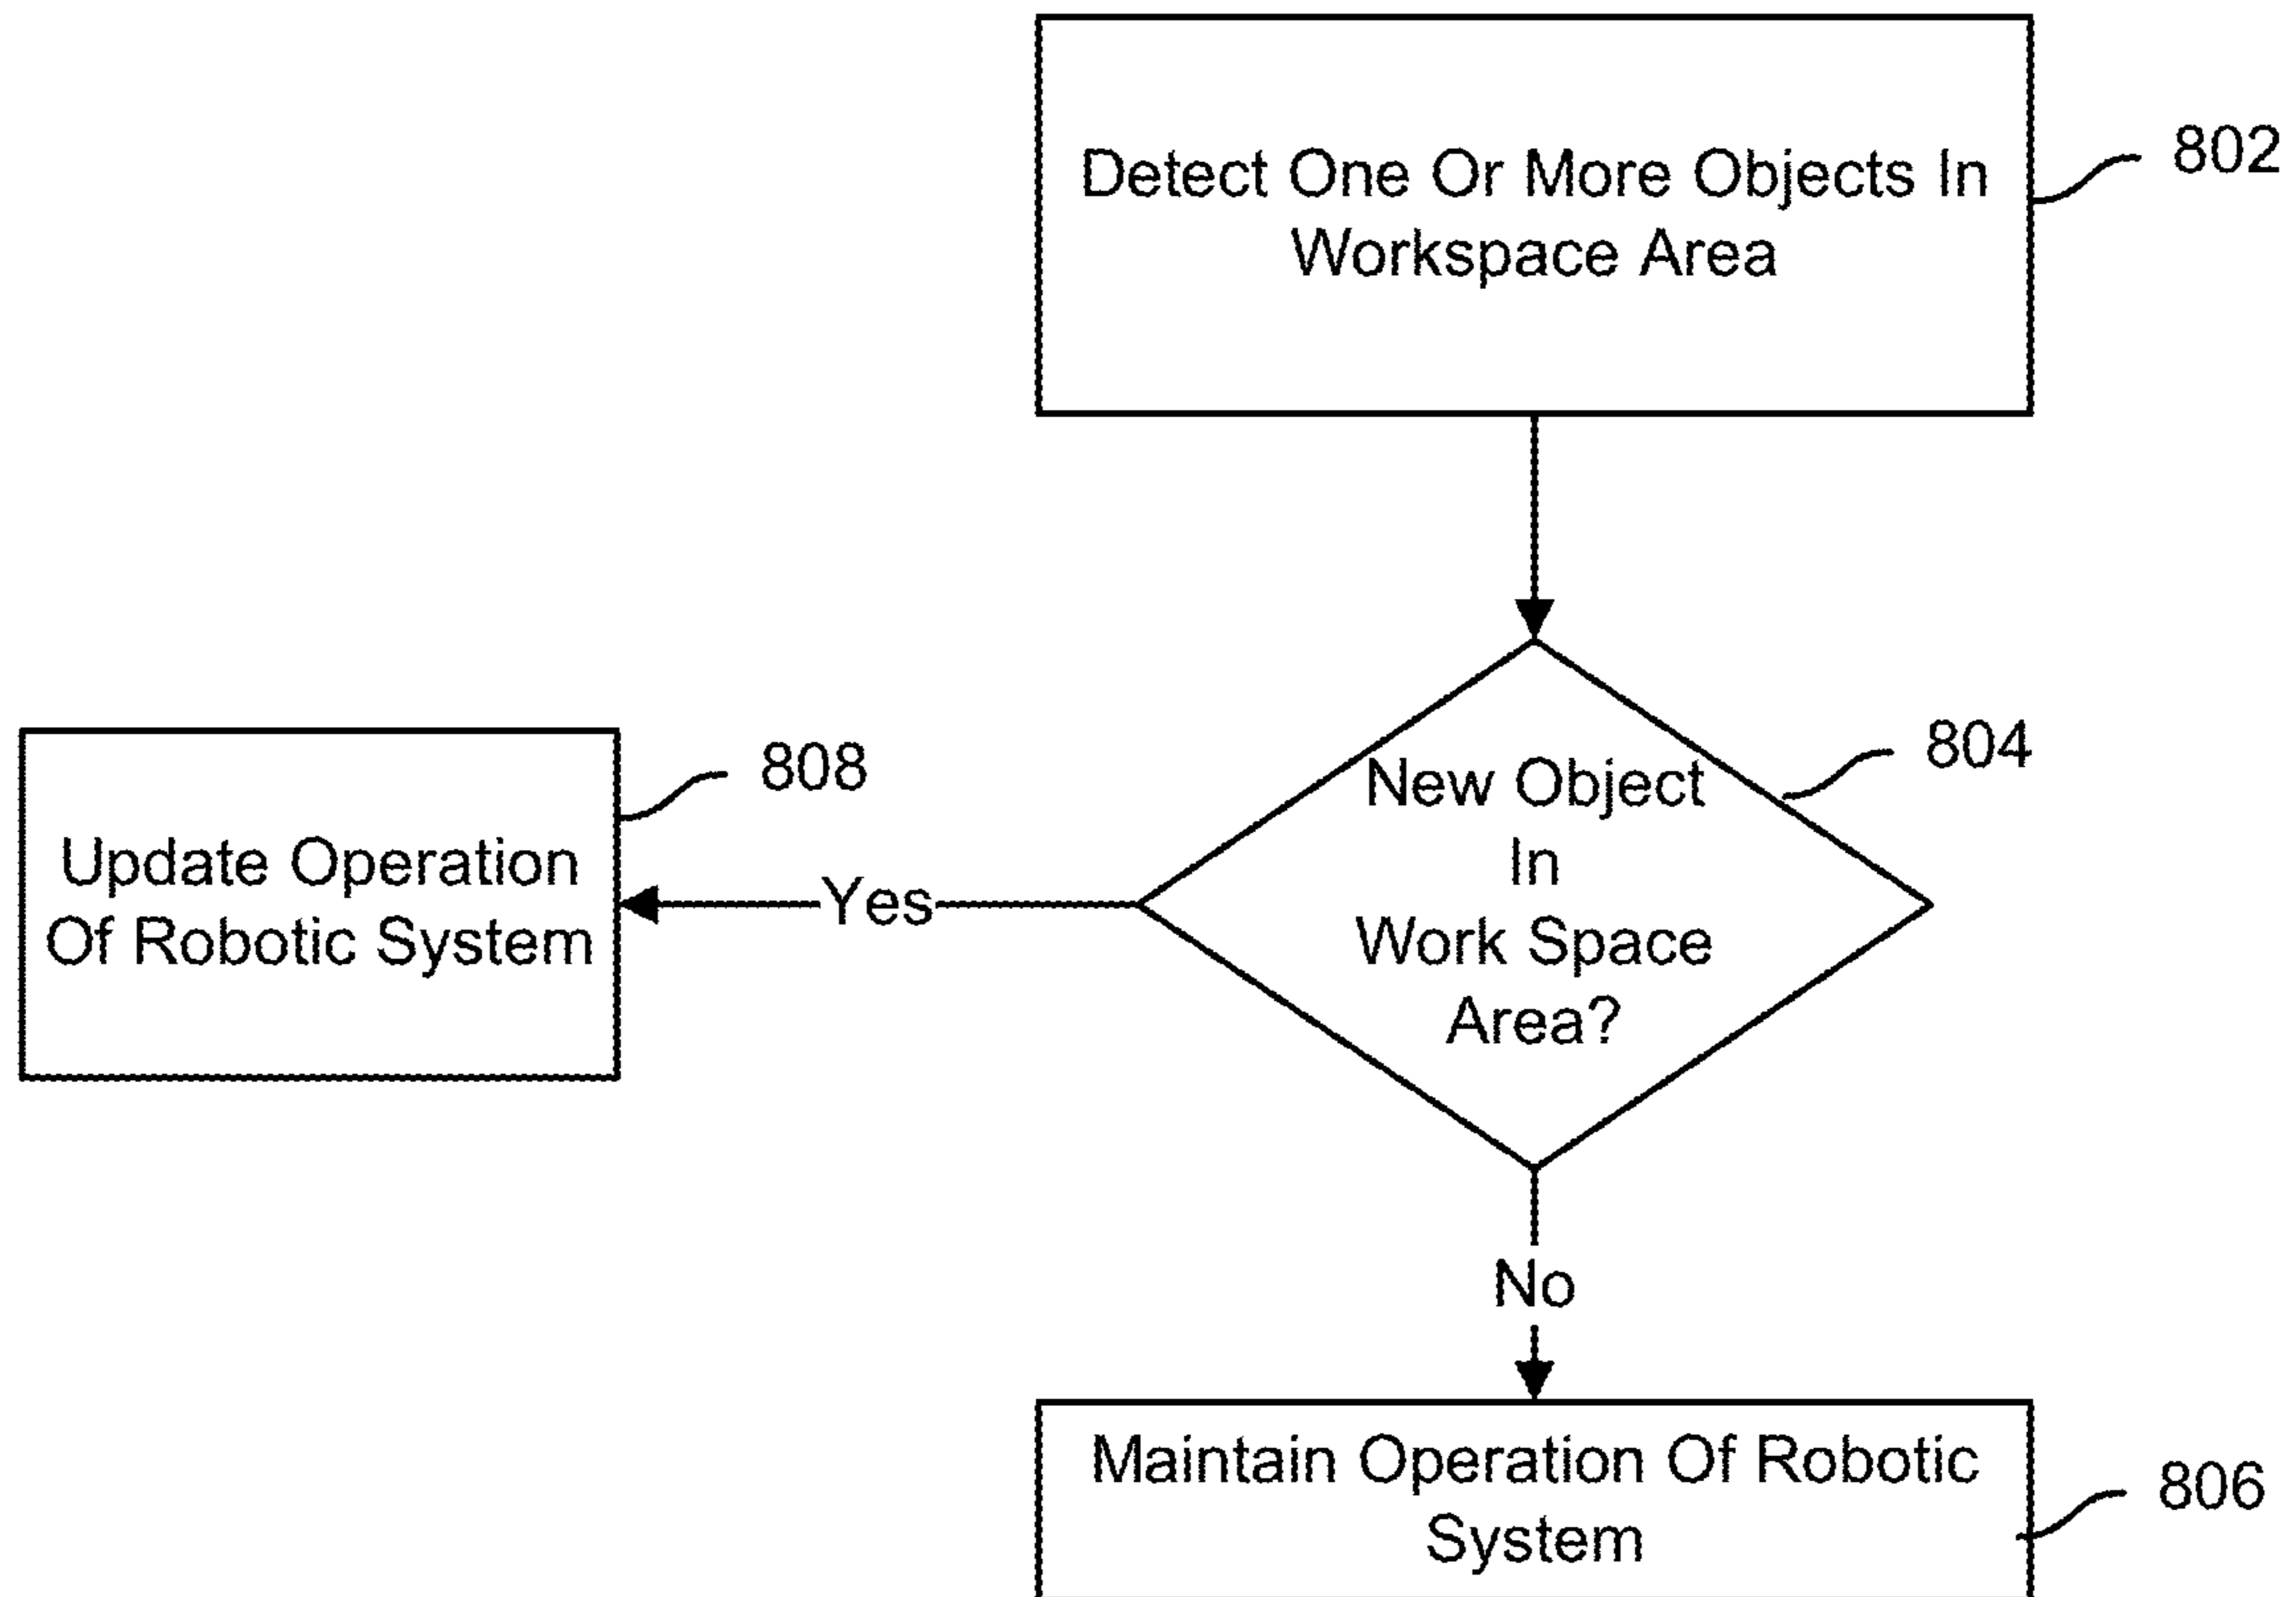 Detect One Or More Objects In
Workspace Area
802
New Object
In
Work Space
Area?
804
Yes
808
Update Operation
Of Robotic System
No
Maintain Operation Of Robotic
System
806